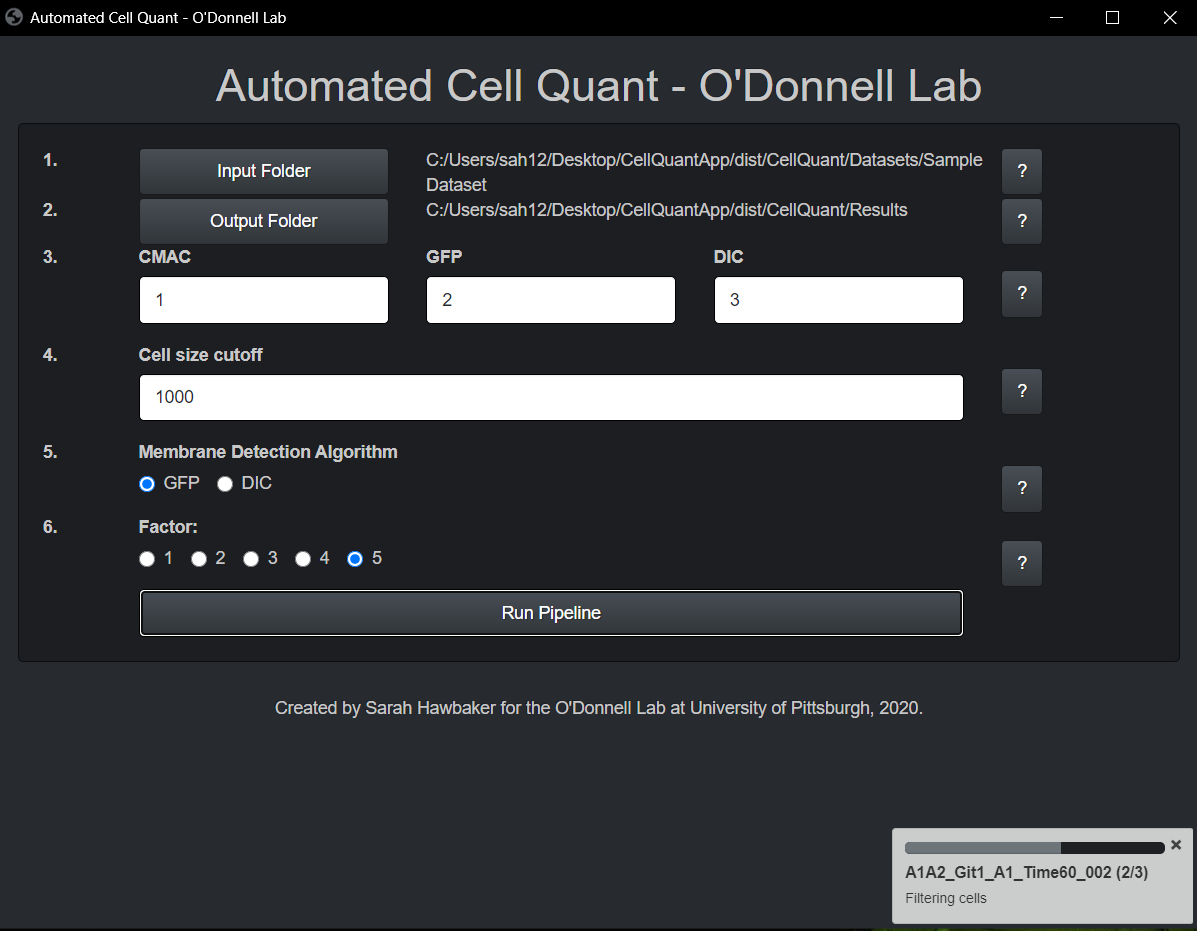 Automated Cell Quant - O'Donnell Lab
Automated Cell Quant - O'Donnell Lab
1.
Input Folder
C:/Users/sah12/Desktop/CellQuantApp/dist/CellQuant/Datasets/Sample
Dataset
?
2.
Output Folder
C:/Users/sah12/Desktop/CellQuantApp/dist/CellQuant/Results
?
3.
CMAC
GFP
DIC
1
2
3
?
4.
Cell size cutoff
1000
?
5.
Membrane Detection Algorithm
GFP DIC
?
6.
Factor:
1 2 3 4 5
?
Run Pipeline
Created by Sarah Hawbaker for the O'Donnell Lab at University of Pittsburgh, 2020.
A1A2_Git1_A1_Time60_002 (2/3)
Filtering cells